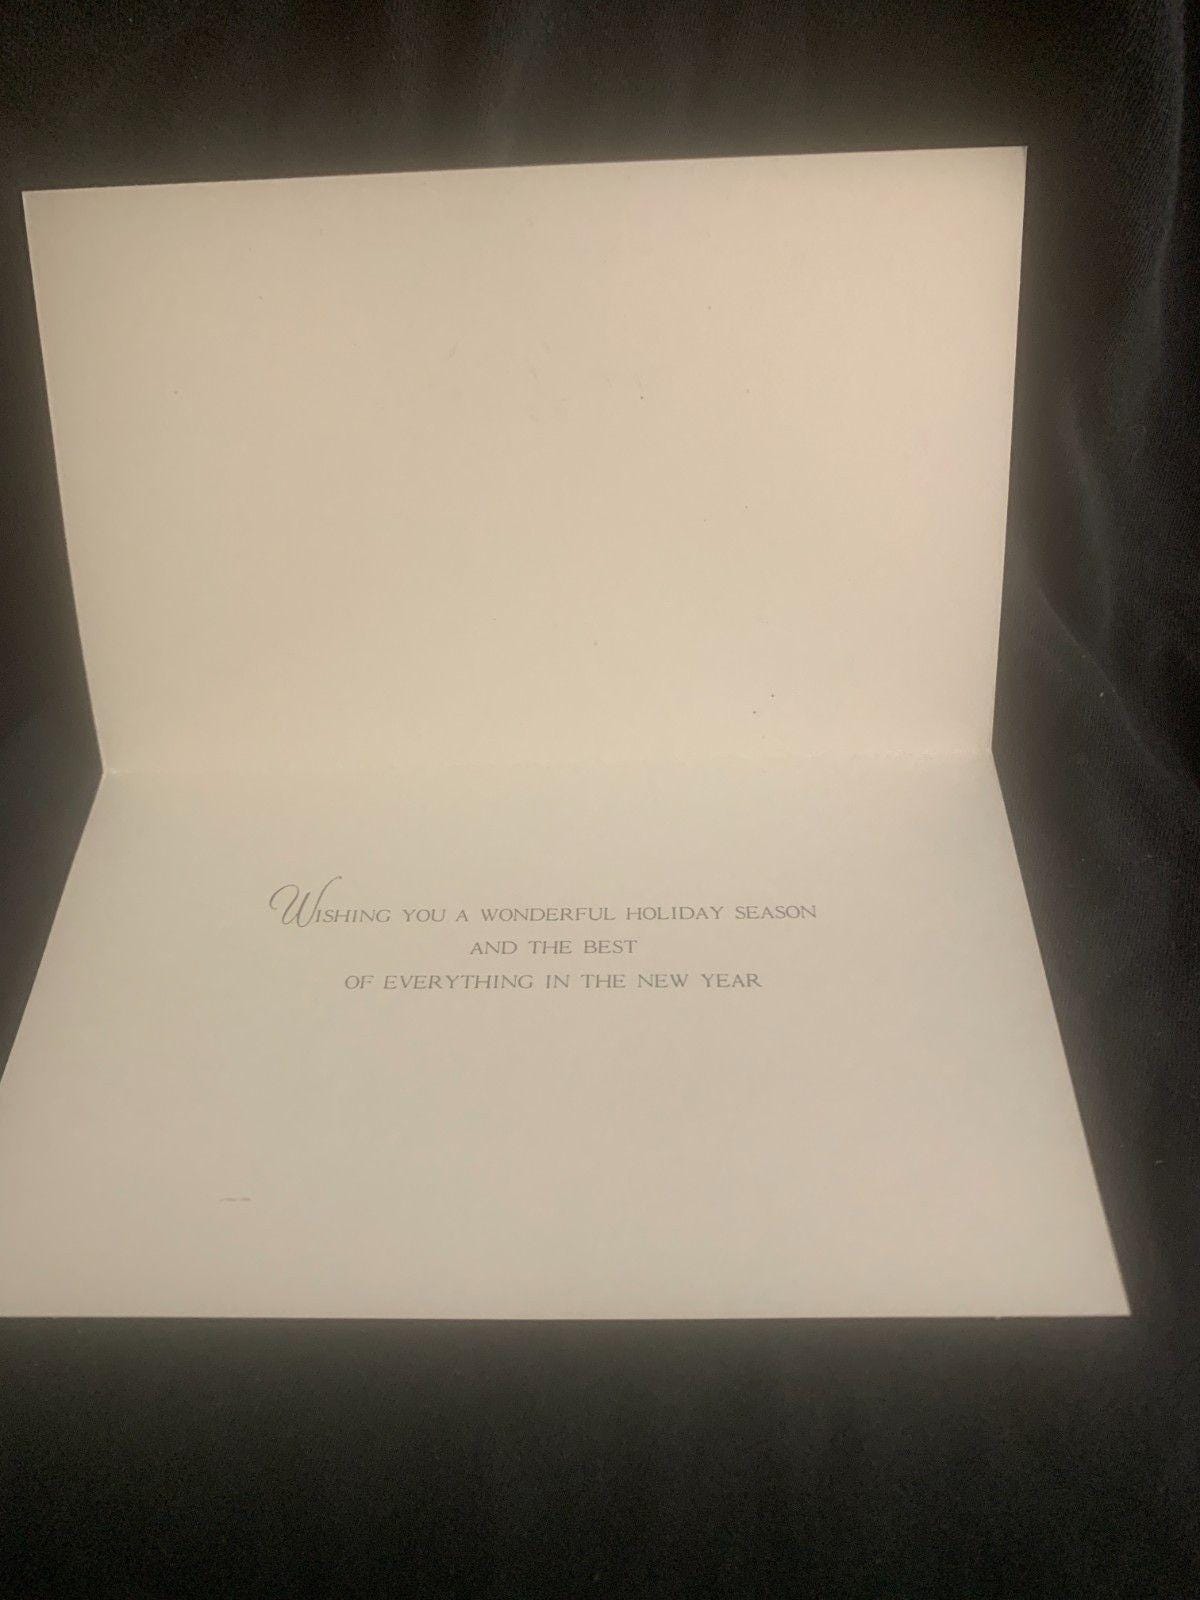 WISHING YOU A WONDERFUL HOLIDAY SEASON
AND THE BEST
OF EVERYTHING IN THE NEW YEAR